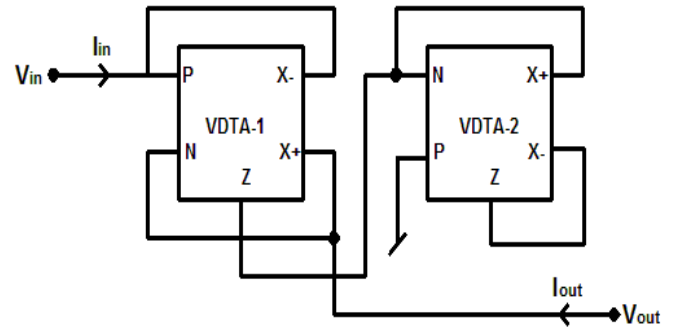 Iin
Vin
P
X-
VDTA-1
N
X+
Z
N
X+
VDTA-2
P
X-
Z
Iout
Vout